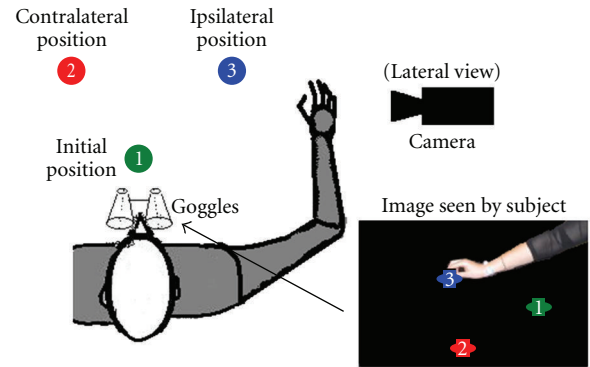 Contralateral
position
2
Ipsilateral
position
3
(Lateral view)
Camera
Initial
position
1
Goggles
Image seen by subject
3
1
2